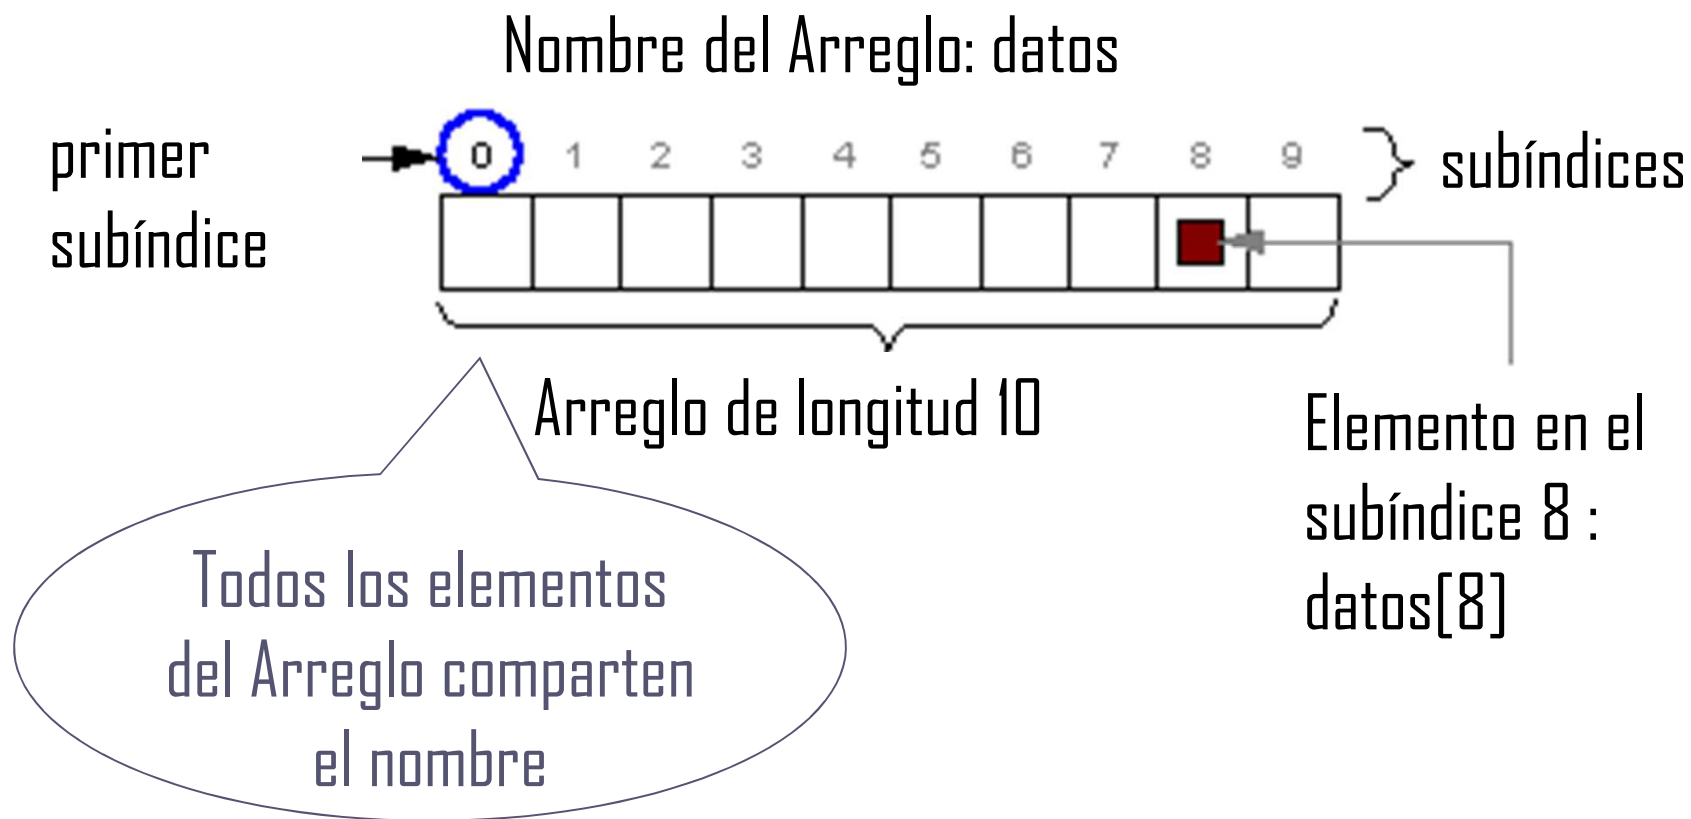 Nombre del Arreglo: datos
primer
subíndice
0 1 2 3 4 5 6 7 8 9
subíndices
Arreglo de longitud 10
Elemento en el
subíndice 8 :
datos[8]
Todos los elementos
del Arreglo comparten
el nombre